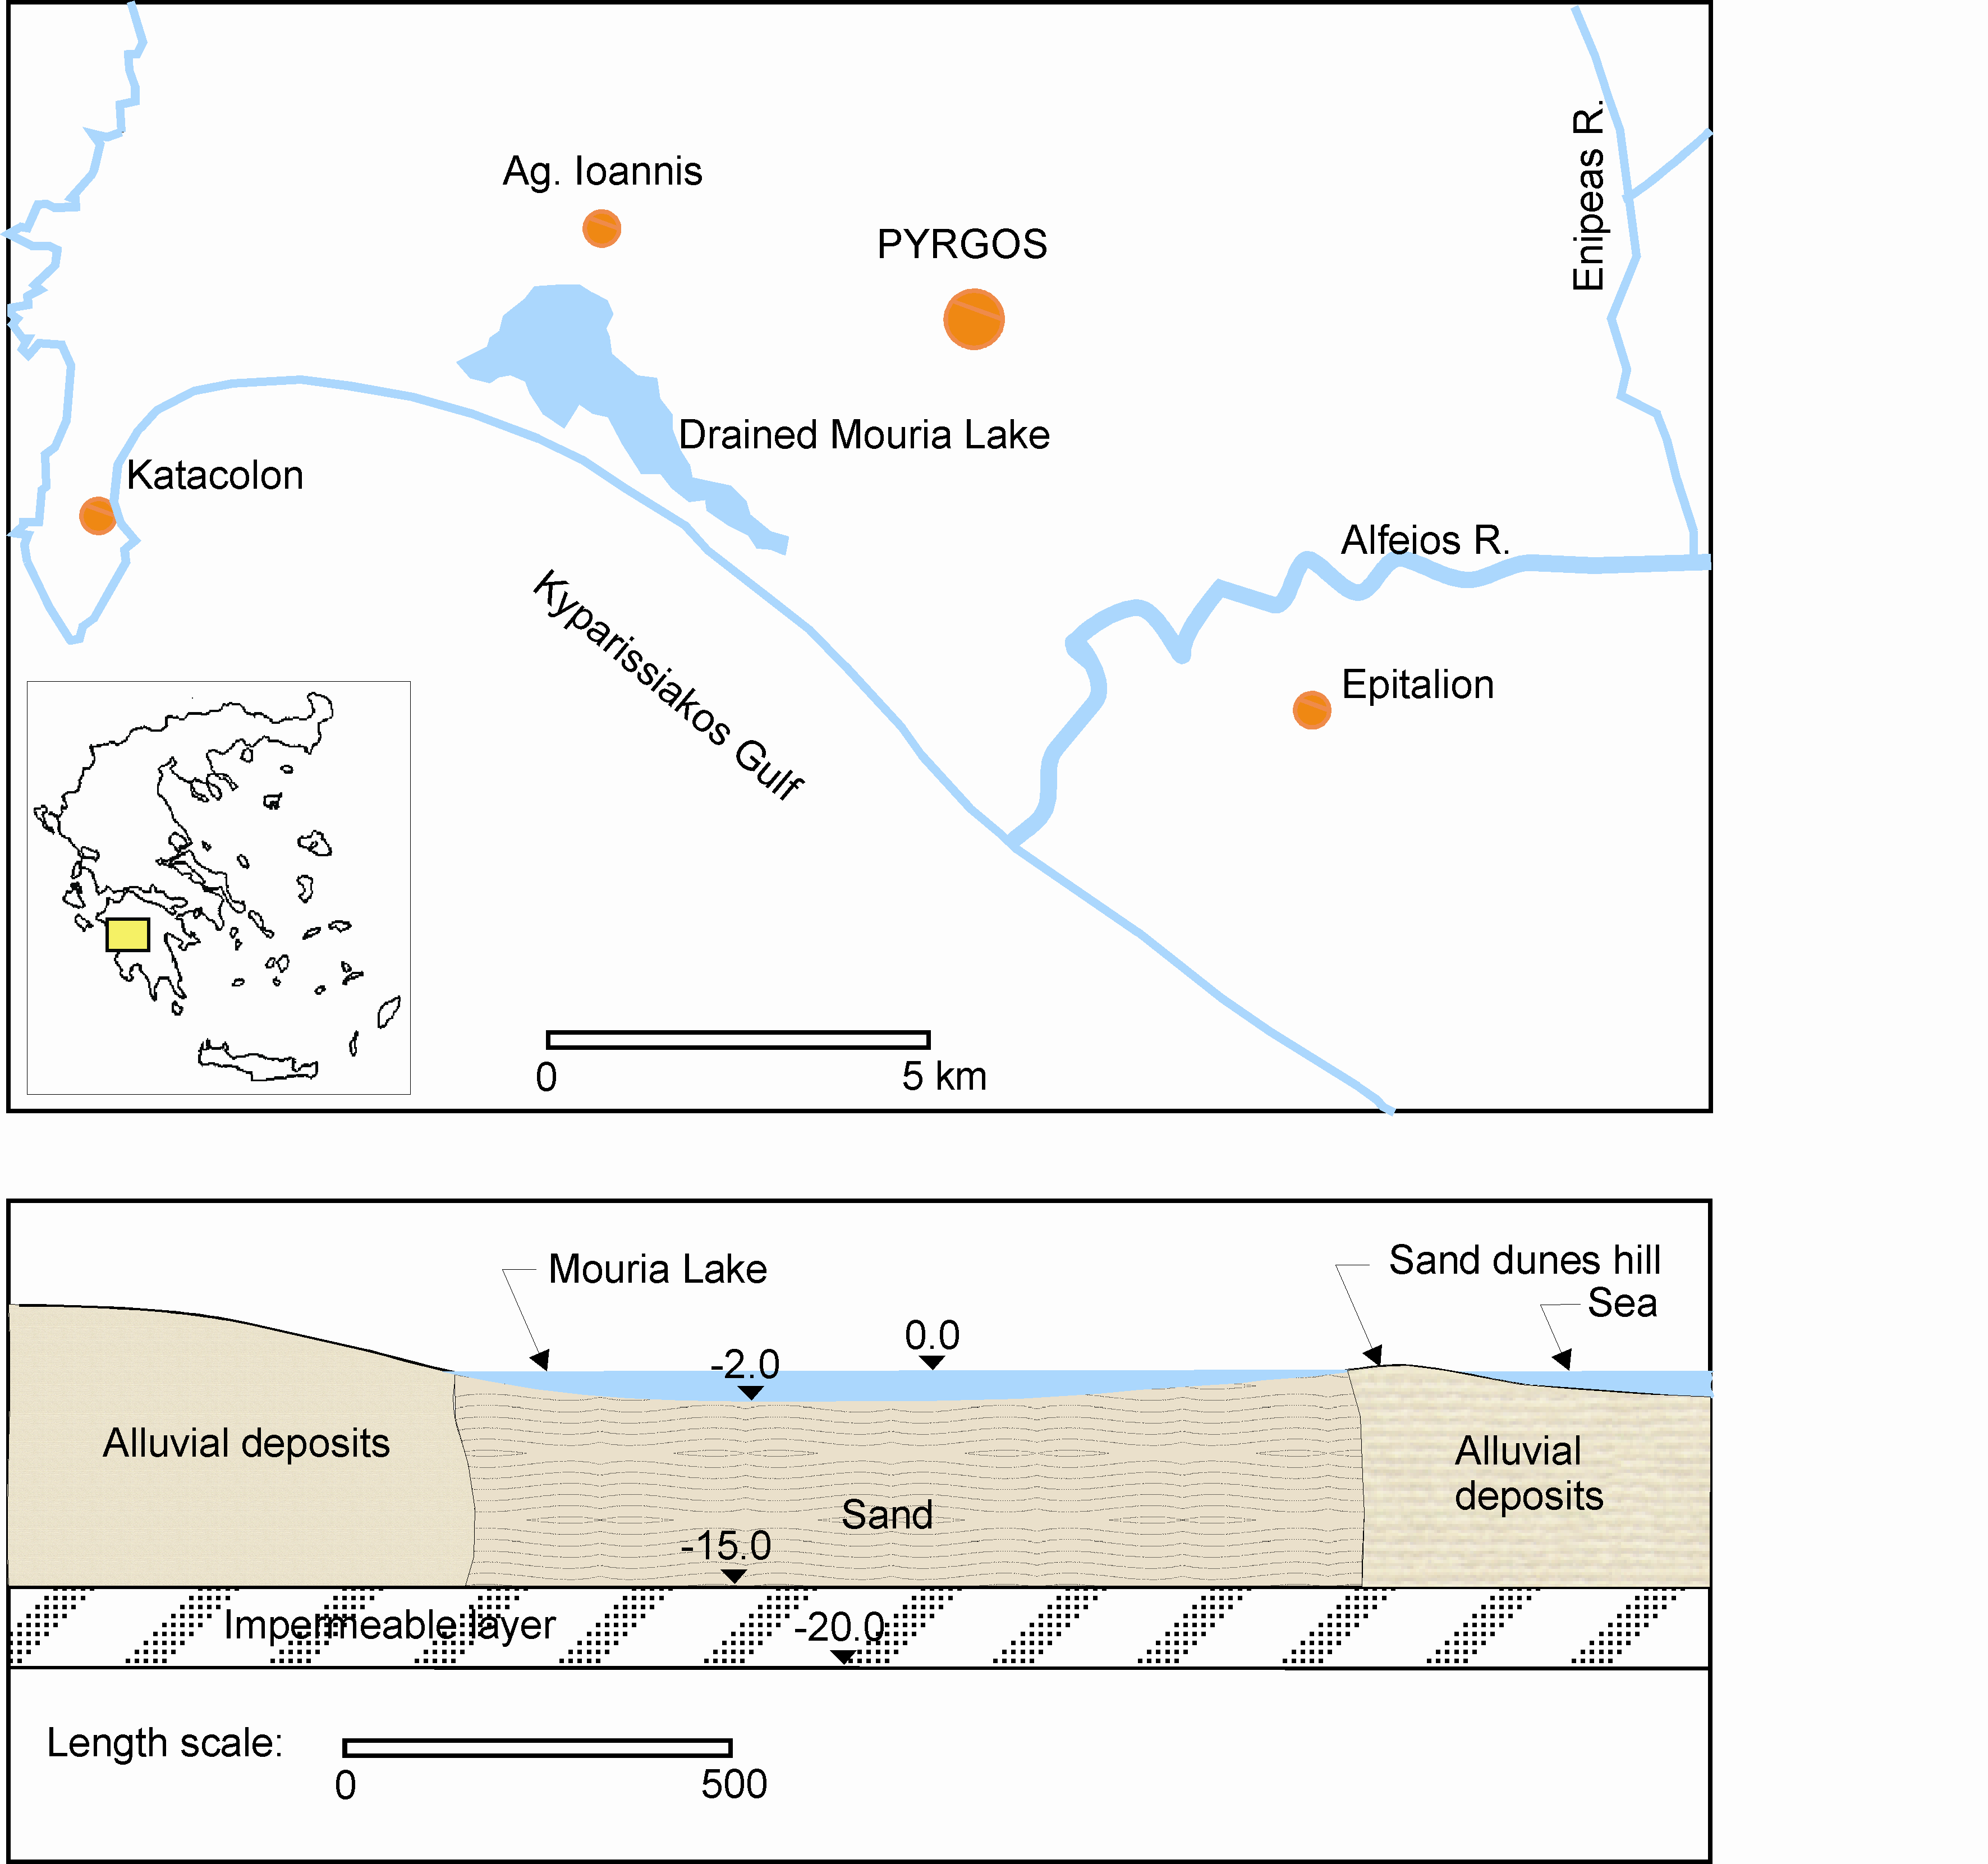 Enipeas R.
Ag. Ioannis
PYRGOS
Drained Mouria Lake
Katacolon
Alfeios R.
Kyparissiakos Gulf
Epitalion
0
5 km
Mouria Lake
Sand dunes hill
Sea
0.0
-2.0
Alluvial deposits
Alluvial
deposits
Sand
-15.0
Impermeable layer
-20.0
Length scale:
0
500